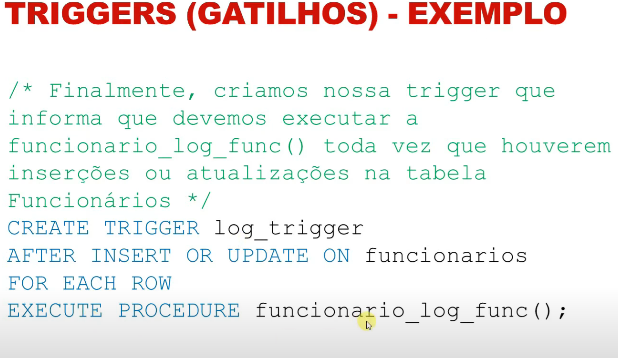 TRIGGERS (GATILHOS) - EXEMPLO
/* Finalmente, criamos nossa trigger que
informa que devemos executar a
funcionario_log_func() toda vez que houverem
inserções ou atualizações na tabela
Funcionários */
CREATE TRIGGER log_trigger
AFTER INSERT OR UPDATE ON funcionarios
FOR EACH ROW
EXECUTE PROCEDURE funcionario_log_func();